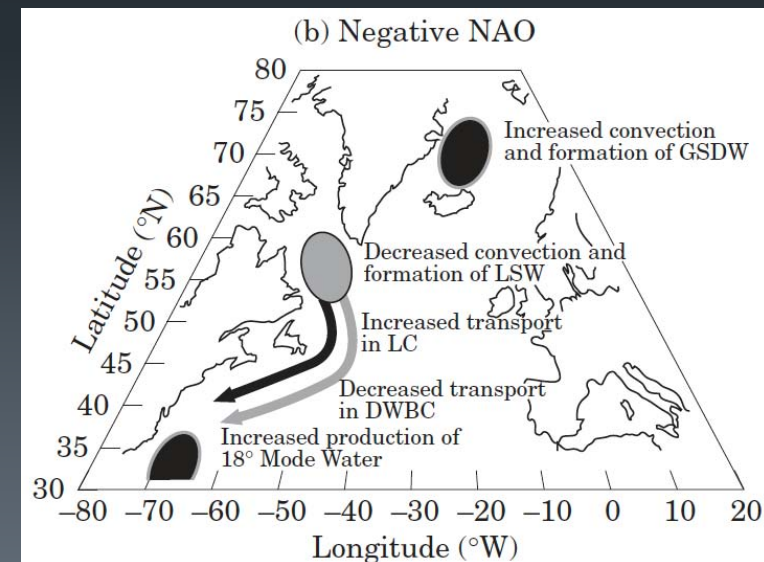 (b) Negative NAO
80
75
70
65
60
55
50
45
40
35
30
Latitude (°N)
Increased convection
and formation of GSDW
Decreased convection and
formation of LSW
Increased transport
in LC
Decreased transport
in DWBC
Increased production of
18° Mode Water
–80 –70 –60 –50 –40 –30 –20 –10 0 10 20
Longitude (°W)